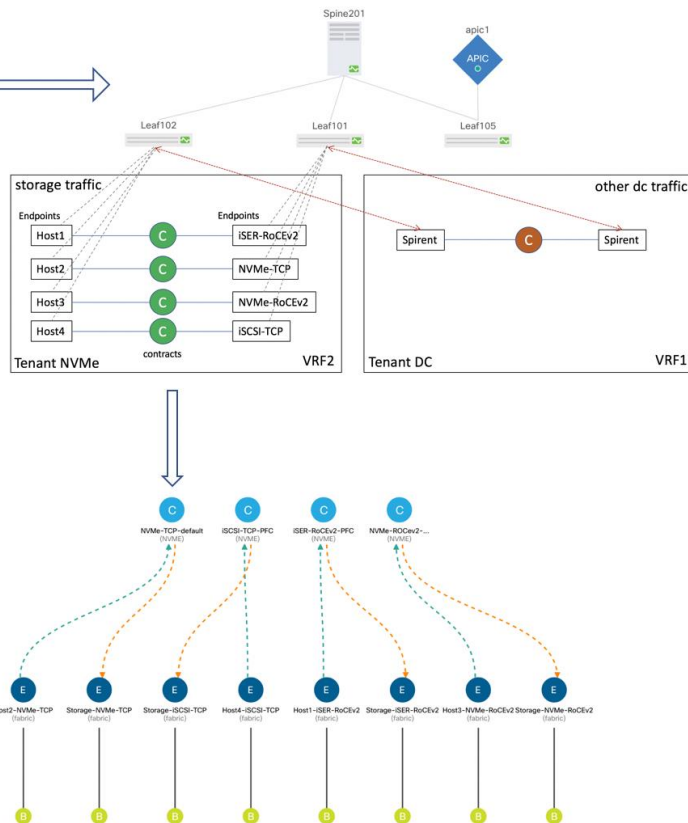 Spine201
apic1
APIC
Leaf102
Leaf101
Leaf105
storage traffic
other dc traffic
Endpoints
Endpoints
Host1
C
iSER-RoCEv2
Spirent
C
Spirent
Host2
C
NVMe-TCP
Host3
C
NVMe-RoCEv2
Host4
C
iSCSI-TCP
contracts
Tenant NVMe
VRF2
Tenant DC
VRF1
C
C
C
C
NVMe-TCP-default
iSCSI-TCP-PFC
iSER-RoCEv2-PFC
NVMe-ROCev2-...
(NVME)
(NVME)
(NVME)
(NVME)
E
E
E
E
E
E
E
E
ost2-NVMe-TCP
Storage-NVMe-TCP
Storage-iSCSI-TCP
Host4-iSCSI-TCP
Host1-iSER-RoCEv2
Storage-iSER-RoCEv2
Host3-NVMe-RoCEv2
Storage-NVMe-RoCEv2
(fabric)
(fabric)
(fabric)
(fabric)
(fabric)
(fabric)
(fabric)
(fabric)
B
B
B
B
B
B
B
B